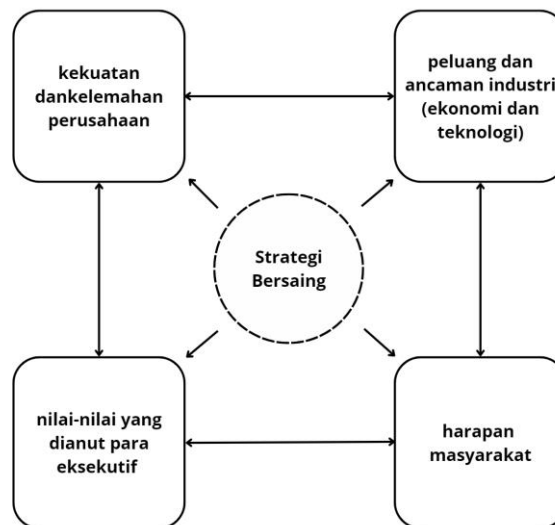 kekuatan
dankelemahan
perusahaan
peluang dan
ancaman industri
(ekonomi dan
teknologi)
Strategi
Bersaing
nilai-nilai yang
dianut para
eksekutif
harapan
masyarakat